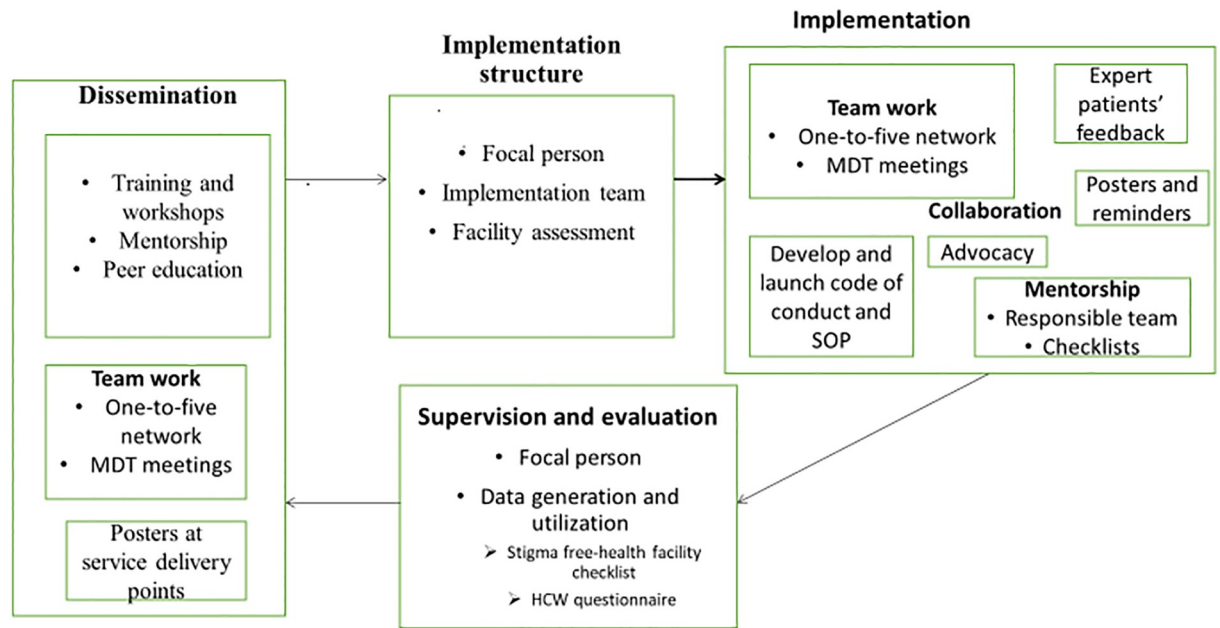 Dissemination
• Training and
workshops
• Mentorship
• Peer education
Team work
• One-to-five
network
• MDT meetings
Posters at
service delivery
points
Implementation
structure
• Focal person
• Implementation team
• Facility assessment
Implementation
Team work
• One-to-five network
• MDT meetings
Expert
patients’
feedback
Posters and
reminders
Collaboration
Advocacy
Develop and
launch code of
conduct and
SOP
Mentorship
• Responsible team
• Checklists
Supervision and evaluation
• Focal person
• Data generation and
utilization
➢ Stigma free-health facility
checklist
➢ HCW questionnaire